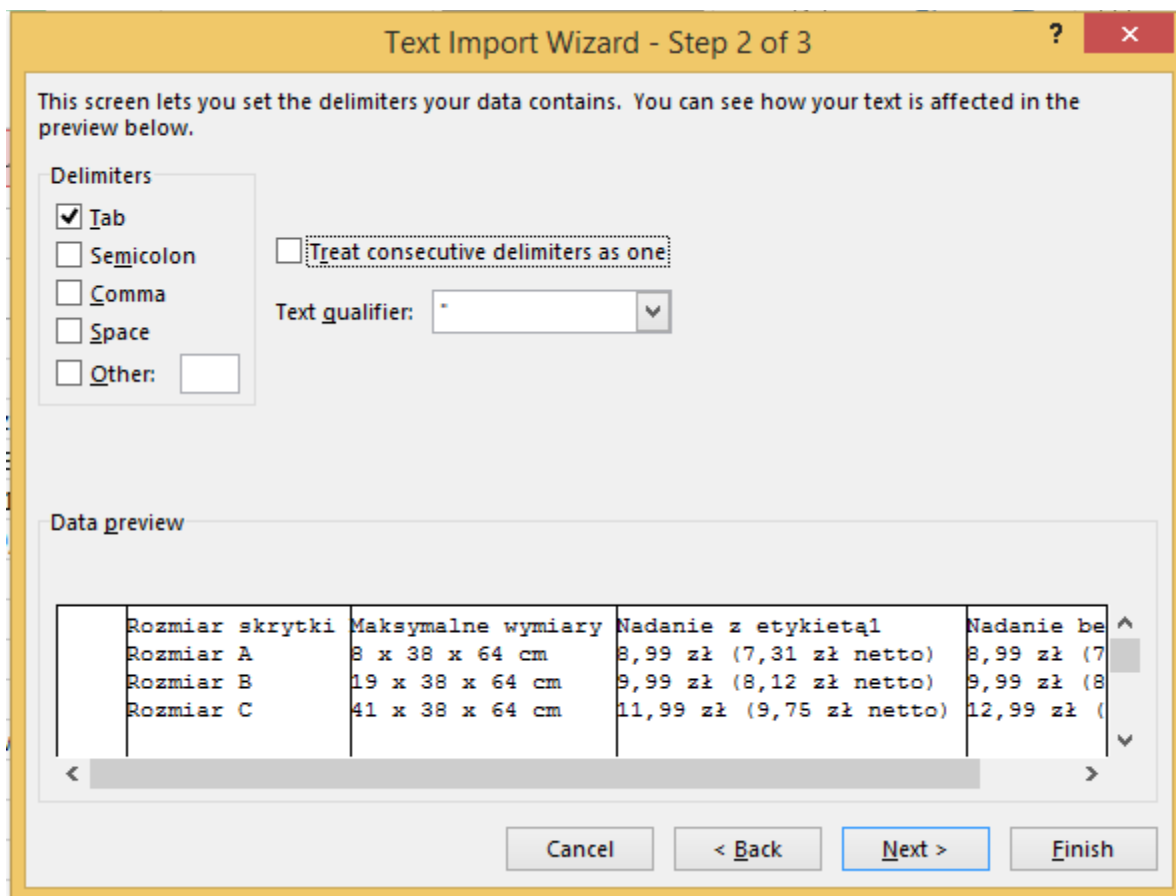 Text Import Wizard - Step 2 of 3
?
This screen lets you set the delimiters your data contains. You can see how your text is affected in the
preview below.
Delimiters
Tab
Semicolon
Comma
Space
Other:
Treat consecutive delimiters as one
Text qualifier: "
Data preview
Rozmiar skrytki Maksymalne wymiary Nadanie z etykietą1 Nadanie be
Rozmiar A 8 x 38 x 64 cm 8,99 zł (7,31 zł netto) 8,99 zł (7
Rozmiar B 19 x 38 x 64 cm 9,99 zł (8,12 zł netto) 9,99 zł (8
Rozmiar C 41 x 38 x 64 cm 11,99 zł (9,75 zł netto) 12,99 zł (
Cancel < Back Next > Finish